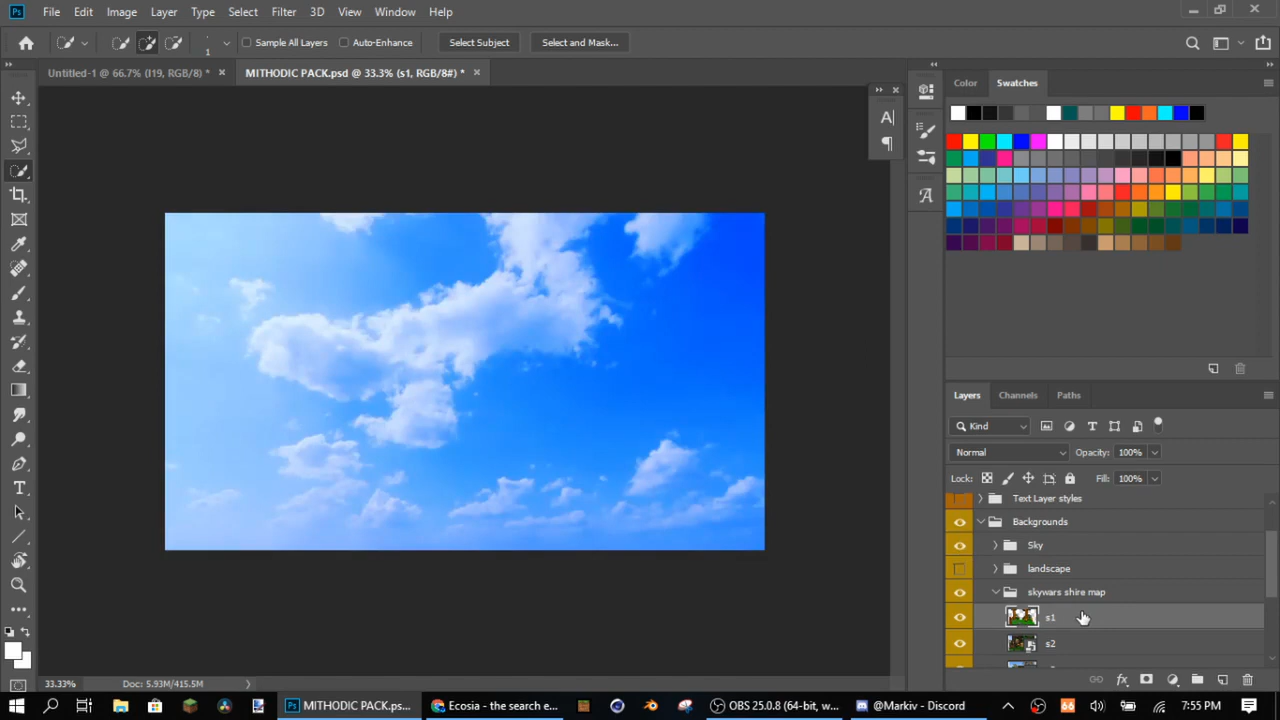 Ps File Edit Image Layer Type Select Filter 3D View Window Help
1 Sample All Layers Auto-Enhance Select Subject Select and Mask...
Untitled-1 @ 66.7% (I19, RGB/8) * × MITHODIC PACK.psd @ 33.3% (s1, RGB/8#) * ×
Color Swatches
Layers Channels Paths
Kind
Normal Opacity: 100%
Lock: Fill: 100%
Text Layer styles
Backgrounds
Sky
landscape
skywars shire map
s1
s2
33.33% Doc: 5.93M/415.5M
MITHODIC PACK.ps... Ecosia - the search e... OBS 25.0.8 (64-bit, w... @Markiv - Discord 66 7:55 PM